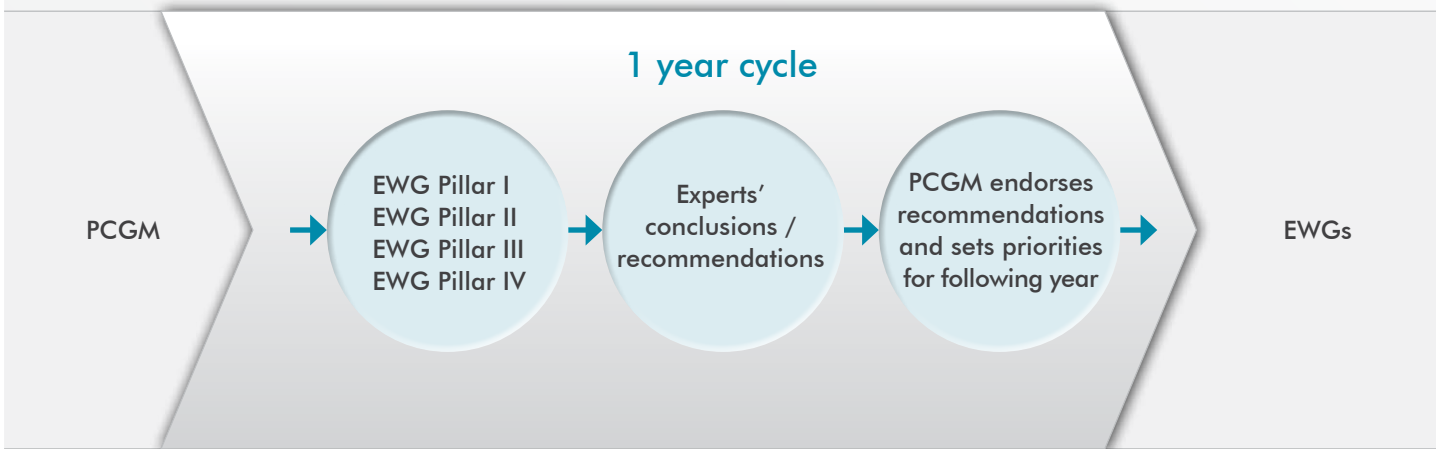 1 year cycle
PCGM
EWG Pillar I
EWG Pillar II
EWG Pillar III
EWG Pillar IV
Experts’
conclusions /
recommendations
PCGM endorses
recommendations
and sets priorities
for following year
EWGs